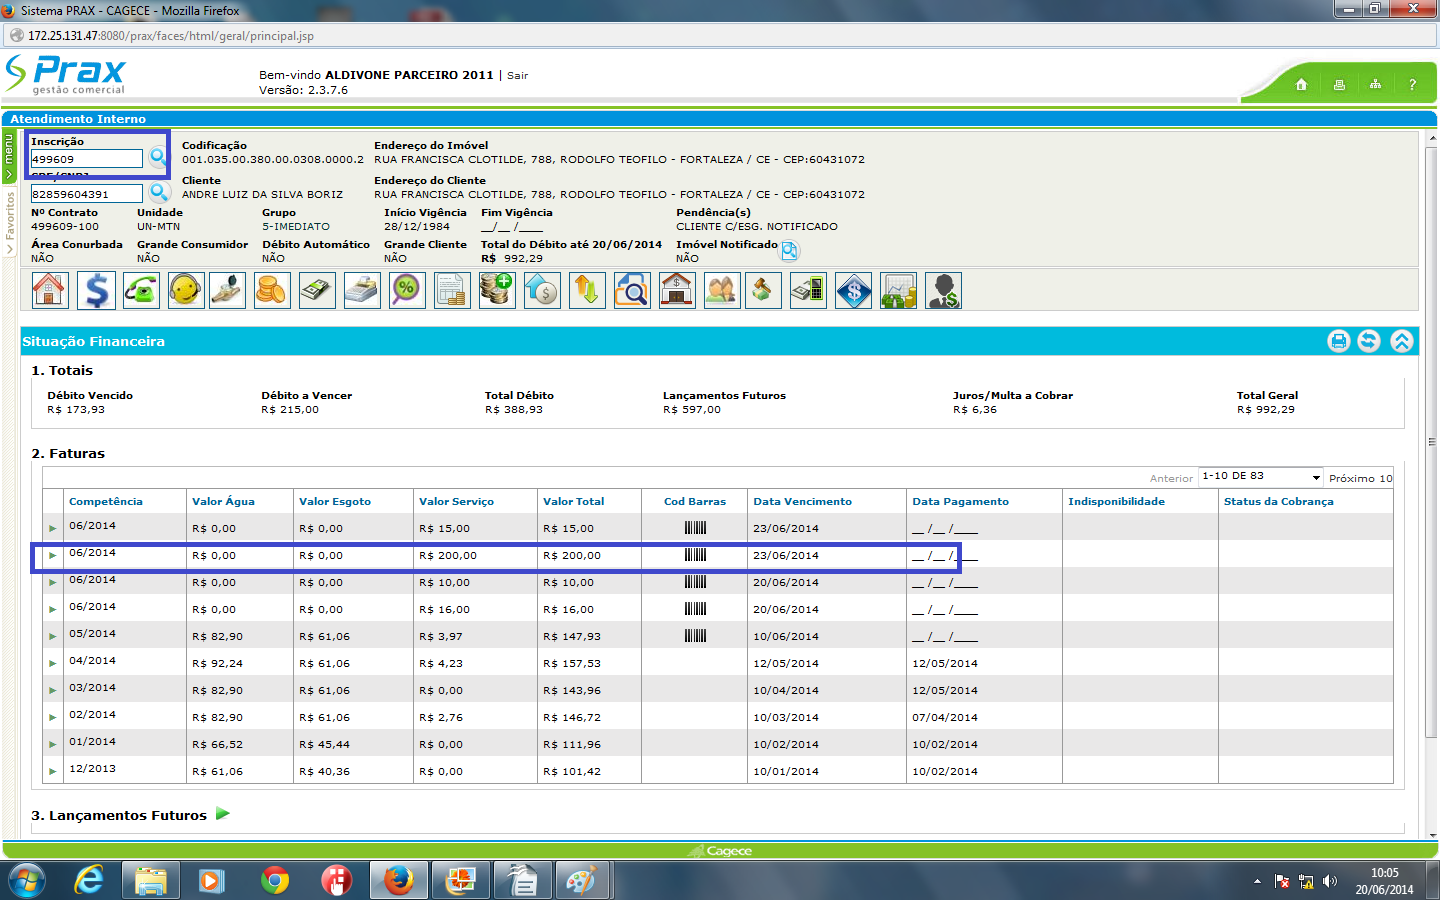 Sistema PRAX - CAGECE - Mozilla Firefox
172.25.131.47:8080/prax/faces/html/geral/principal.jsp
Prax
gestão comercial
Bem-vindo ALDIVONE PARCEIRO 2011 | Sair
Versão: 2.3.7.6
?
Atendimento Interno
menu
Favoritos
Inscrição Codificação Endereço do Imóvel
499609 001.035.00.380.00.0308.0000.2 RUA FRANCISCA CLOTILDE, 788, RODOLFO TEOFILO - FORTALEZA / CE - CEP:60431072
Cliente Endereço do Cliente
82859604391 ANDRE LUIZ DA SILVA BORIZ RUA FRANCISCA CLOTILDE, 788, RODOLFO TEOFILO - FORTALEZA / CE - CEP:60431072
Nº Contrato Unidade Grupo Início Vigência Fim Vigência Pendência(s)
499609-100 UN-MTN 5-IMEDIATO 28/12/1984 __/__ /____ CLIENTE C/ESG. NOTIFICADO
Área Conurbada Grande Consumidor Débito Automático Grande Cliente Total do Débito até 20/06/2014 Imóvel Notificado
NÃO NÃO NÃO NÃO R$ 992,29 NÃO
Situação Financeira
1. Totais
Débito Vencido Débito a Vencer Total Débito Lançamentos Futuros Juros/Multa a Cobrar Total Geral
R$ 173,93 R$ 215,00 R$ 388,93 R$ 597,00 R$ 6,36 R$ 992,29
2. Faturas
Anterior 1-10 DE 83 Próximo 10
Competência Valor Água Valor Esgoto Valor Serviço Valor Total Cod Barras Data Vencimento Data Pagamento Indisponibilidade Status da Cobrança
06/2014 R$ 0,00 R$ 0,00 R$ 15,00 R$ 15,00 23/06/2014 __ /__ /____
06/2014 R$ 0,00 R$ 0,00 R$ 200,00 R$ 200,00 23/06/2014 __ /__ /____
06/2014 R$ 0,00 R$ 0,00 R$ 10,00 R$ 10,00 20/06/2014 __ /__ /____
06/2014 R$ 0,00 R$ 0,00 R$ 16,00 R$ 16,00 20/06/2014 __ /__ /____
05/2014 R$ 82,90 R$ 61,06 R$ 3,97 R$ 147,93 10/06/2014 __ /__ /____
04/2014 R$ 92,24 R$ 61,06 R$ 4,23 R$ 157,53 12/05/2014 12/05/2014
03/2014 R$ 82,90 R$ 61,06 R$ 0,00 R$ 143,96 10/04/2014 12/05/2014
02/2014 R$ 82,90 R$ 61,06 R$ 2,76 R$ 146,72 10/03/2014 07/04/2014
01/2014 R$ 66,52 R$ 45,44 R$ 0,00 R$ 111,96 10/02/2014 10/02/2014
12/2013 R$ 61,06 R$ 40,36 R$ 0,00 R$ 101,42 10/01/2014 10/02/2014
3. Lançamentos Futuros
Cagece
10:05
20/06/2014